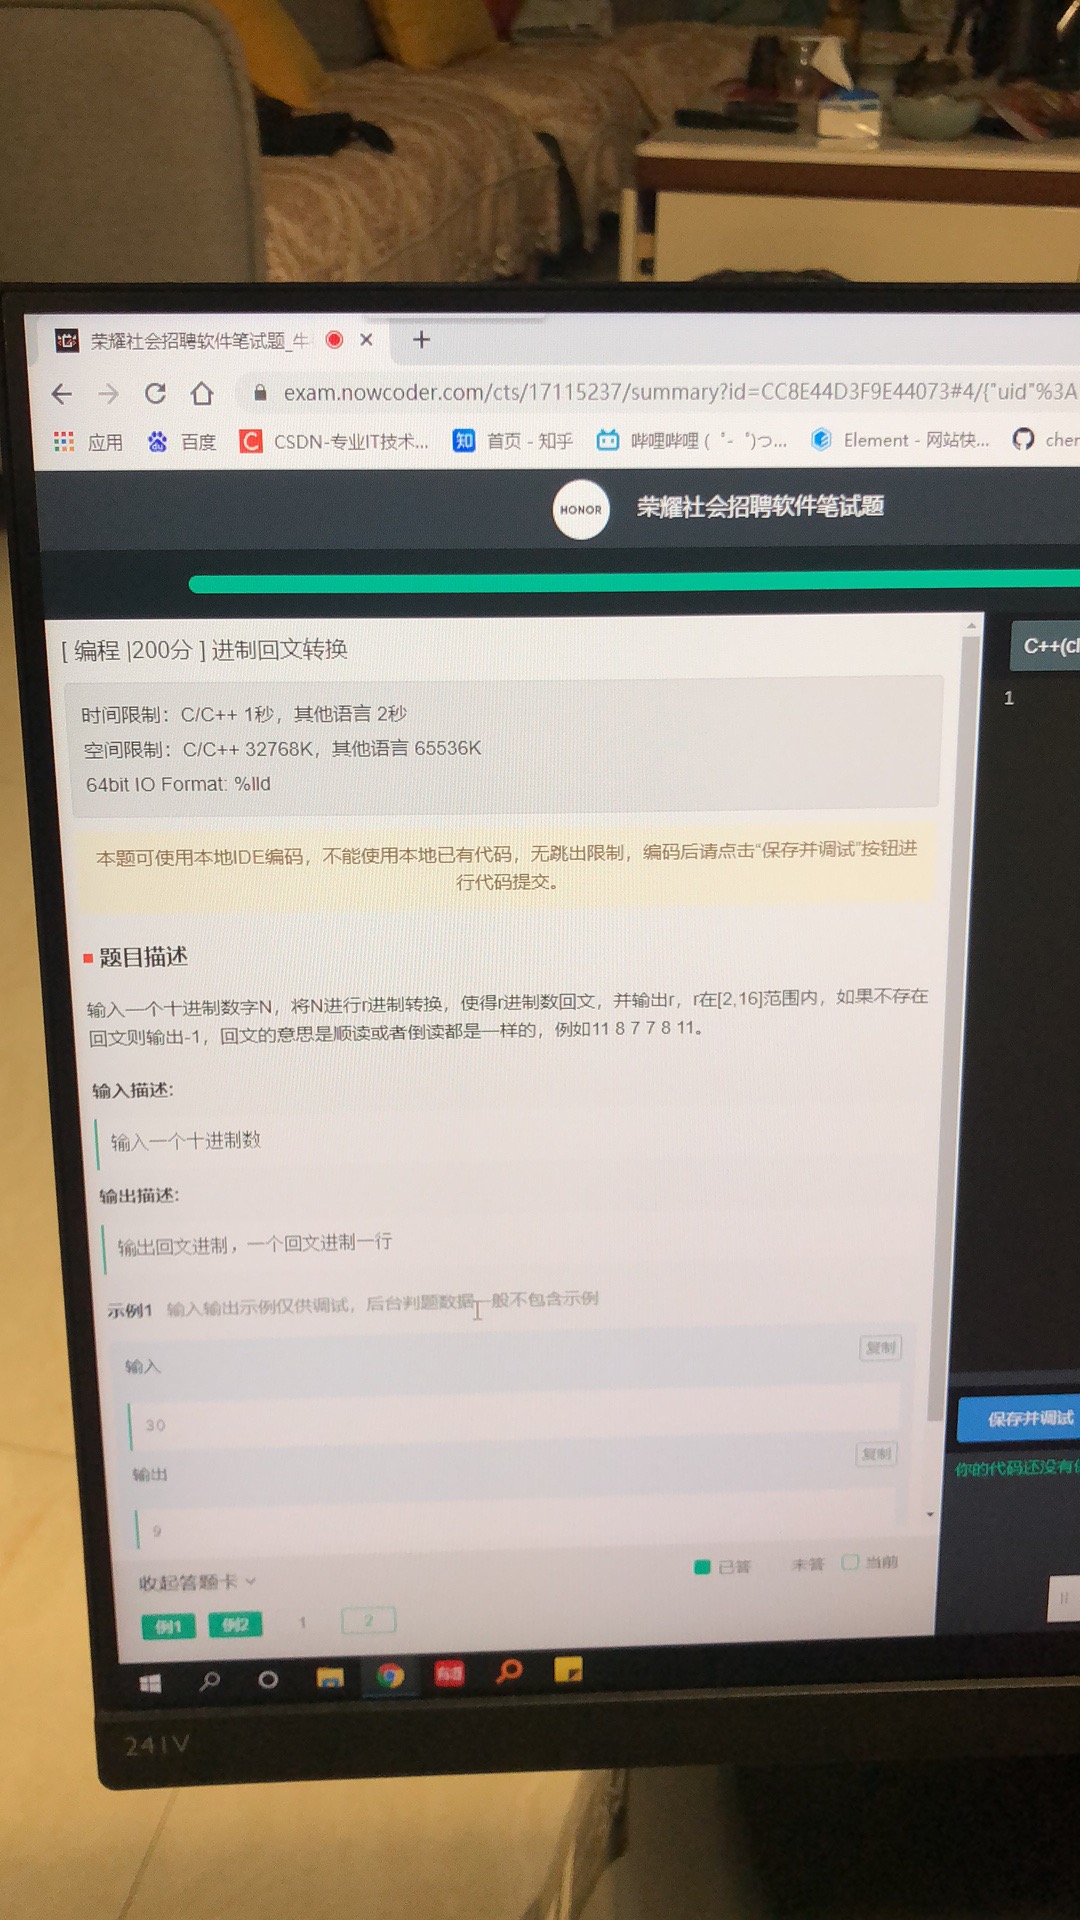 荣耀社会招聘软件笔试题_牛
exam.nowcoder.com/cts/17115237/summary?id=CC8E44D3F9E44073#4/{"uid"%3A
应用 百度 CSDN-专业IT技术... 知 首页 - 知乎 哔哩哔哩 ( ゜- ゜)つ... Element - 网站快... cher
HONOR 荣耀社会招聘软件笔试题
[ 编程 |200分 ] 进制回文转换
C++(cl
1
时间限制：C/C++ 1秒，其他语言 2秒
空间限制：C/C++ 32768K，其他语言 65536K
64bit IO Format: %lld
本题可使用本地IDE编码，不能使用本地已有代码，无跳出限制，编码后请点击“保存并调试”按钮进
行代码提交。
题目描述
输入一个十进制数字N，将N进行r进制转换，使得r进制数回文，并输出r，r在[2,16]范围内，如果不存在
回文则输出-1，回文的意思是顺读或者倒读都是一样的，例如11 8 7 7 8 11。
输入描述:
输入一个十进制数
输出描述:
输出回文进制，一个回文进制一行
示例1 输入输出示例仅供调试，后台判题数据一般不包含示例
输入 复制
30
输出 复制
9
保存并调试
你的代码还没有
收起答题卡 已答 未答 当前
例1 例2 1 2
有道
241V